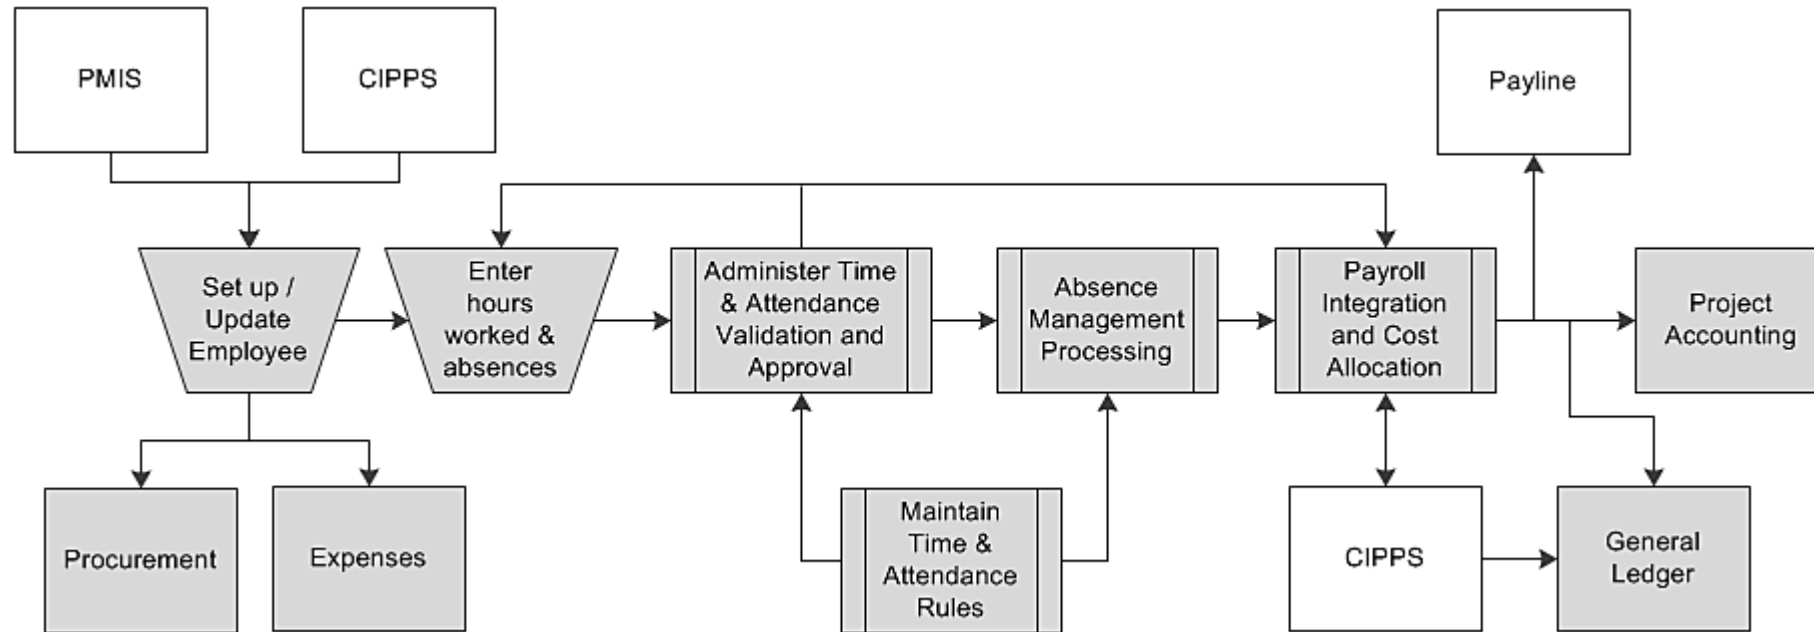 PMIS
CIPPS
Payline
Set up /
Update
Employee
Enter
hours
worked &
absences
Administer Time
& Attendance
Validation and
Approval
Absence
Management
Processing
Payroll
Integration
and Cost
Allocation
Project
Accounting
Procurement
Expenses
Maintain
Time &
Attendance
Rules
CIPPS
General
Ledger